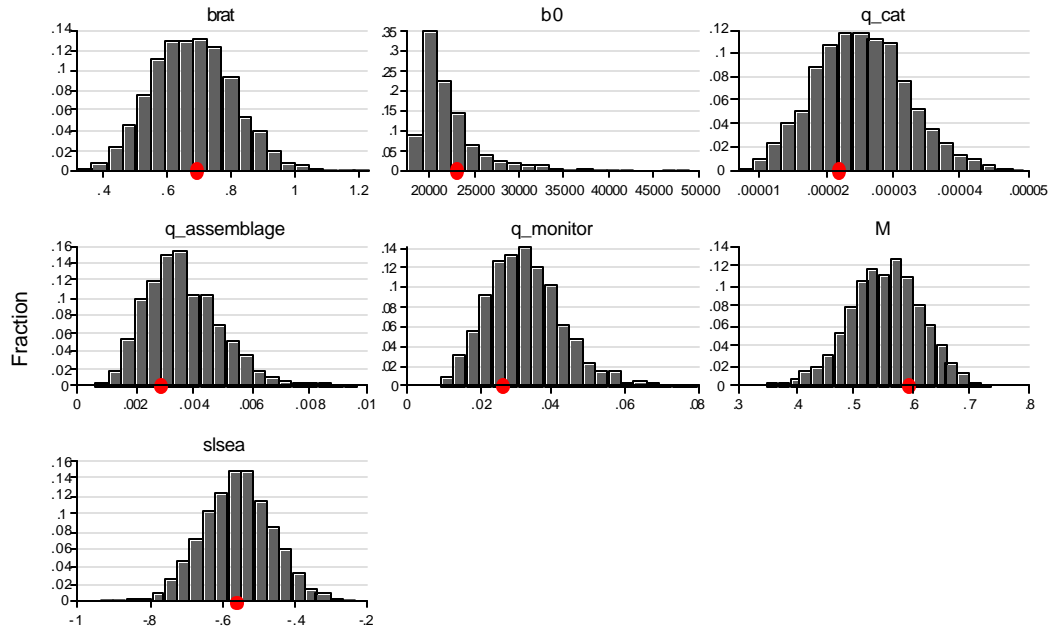 brat b0 q_cat
.14 .12 .1 .08 .06 .04 .02 0
.4 .6 .8 1 1.2
.35 .3 .25 .2 .15 .1 .05 0
20000 25000 30000 35000 40000 45000 50000
.12 .1 .08 .06 .04 .02 0
.00001 .00002 .00003 .00004 .00005
q_assemblage q_monitor M
Fraction
.16 .14 .12 .1 .08 .06 .04 .02 0
0 .002 .004 .006 .008 .01
.14 .12 .1 .08 .06 .04 .02 0
0 .02 .04 .06 .08
.14 .12 .1 .08 .06 .04 .02 0
.3 .4 .5 .6 .7 .8
slsea
.16 .14 .12 .1 .08 .06 .04 .02 0
-1 -.8 -.6 -.4 -.2